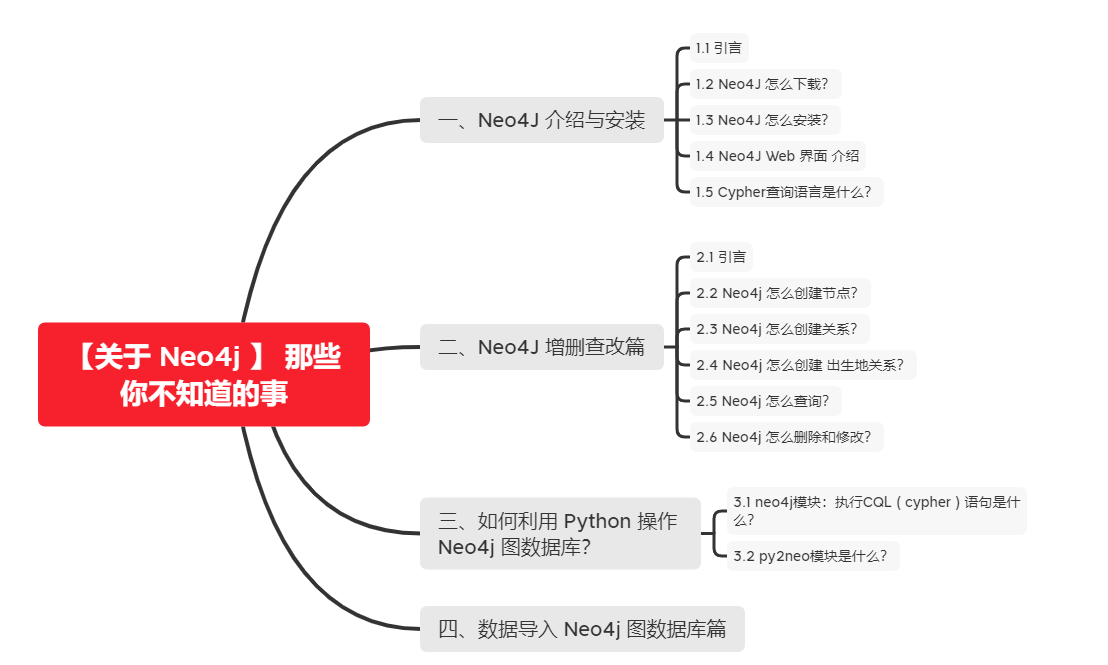 【关于 Neo4j 】 那些
你不知道的事
一、Neo4J 介绍与安装
1.1 引言
1.2 Neo4J 怎么下载？
1.3 Neo4J 怎么安装？
1.4 Neo4J Web 界面 介绍
1.5 Cypher查询语言是什么？
二、Neo4J 增删查改篇
2.1 引言
2.2 Neo4j 怎么创建节点？
2.3 Neo4j 怎么创建关系？
2.4 Neo4j 怎么创建 出生地关系？
2.5 Neo4j 怎么查询？
2.6 Neo4j 怎么删除和修改？
三、如何利用 Python 操作
Neo4j 图数据库？
3.1 neo4j模块：执行CQL ( cypher ) 语句是什
么？
3.2 py2neo模块是什么？
四、数据导入 Neo4j 图数据库篇